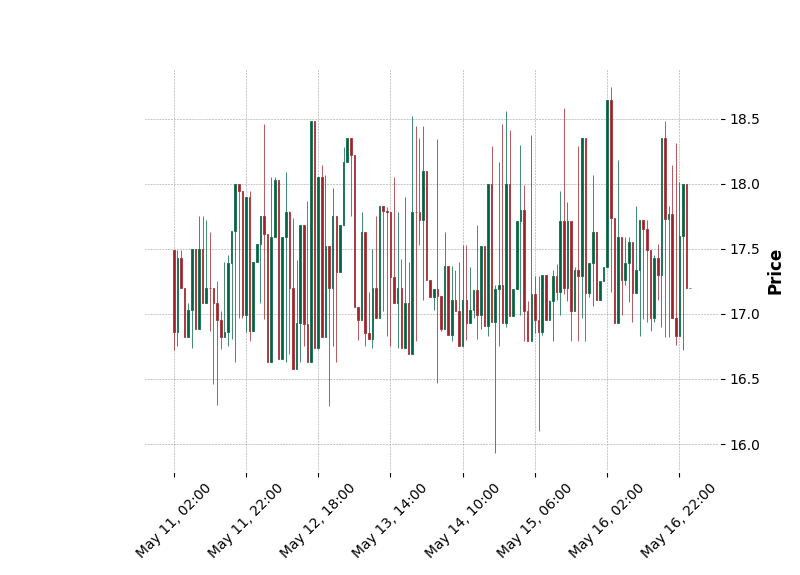 18.5
18.0
17.5
17.0
16.5
16.0
Price
May 11, 02:00
May 11, 22:00
May 12, 18:00
May 13, 14:00
May 14, 10:00
May 15, 06:00
May 16, 02:00
May 16, 22:00